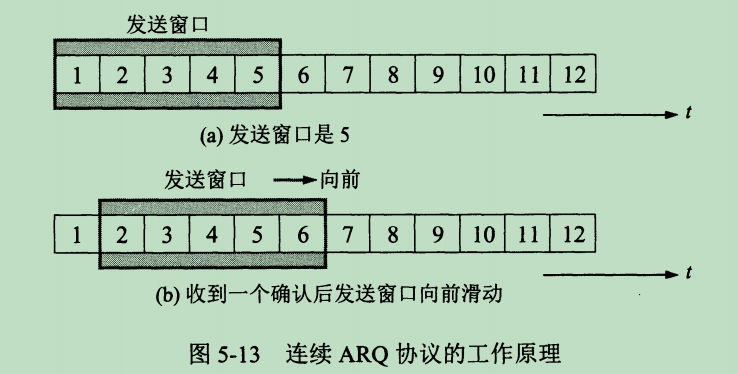 发送窗口
1 2 3 4 5 6 7 8 9 10 11 12
t
(a) 发送窗口是 5
发送窗口 向前
1 2 3 4 5 6 7 8 9 10 11 12
t
(b) 收到一个确认后发送窗口向前滑动
图 5-13 连续 ARQ 协议的工作原理